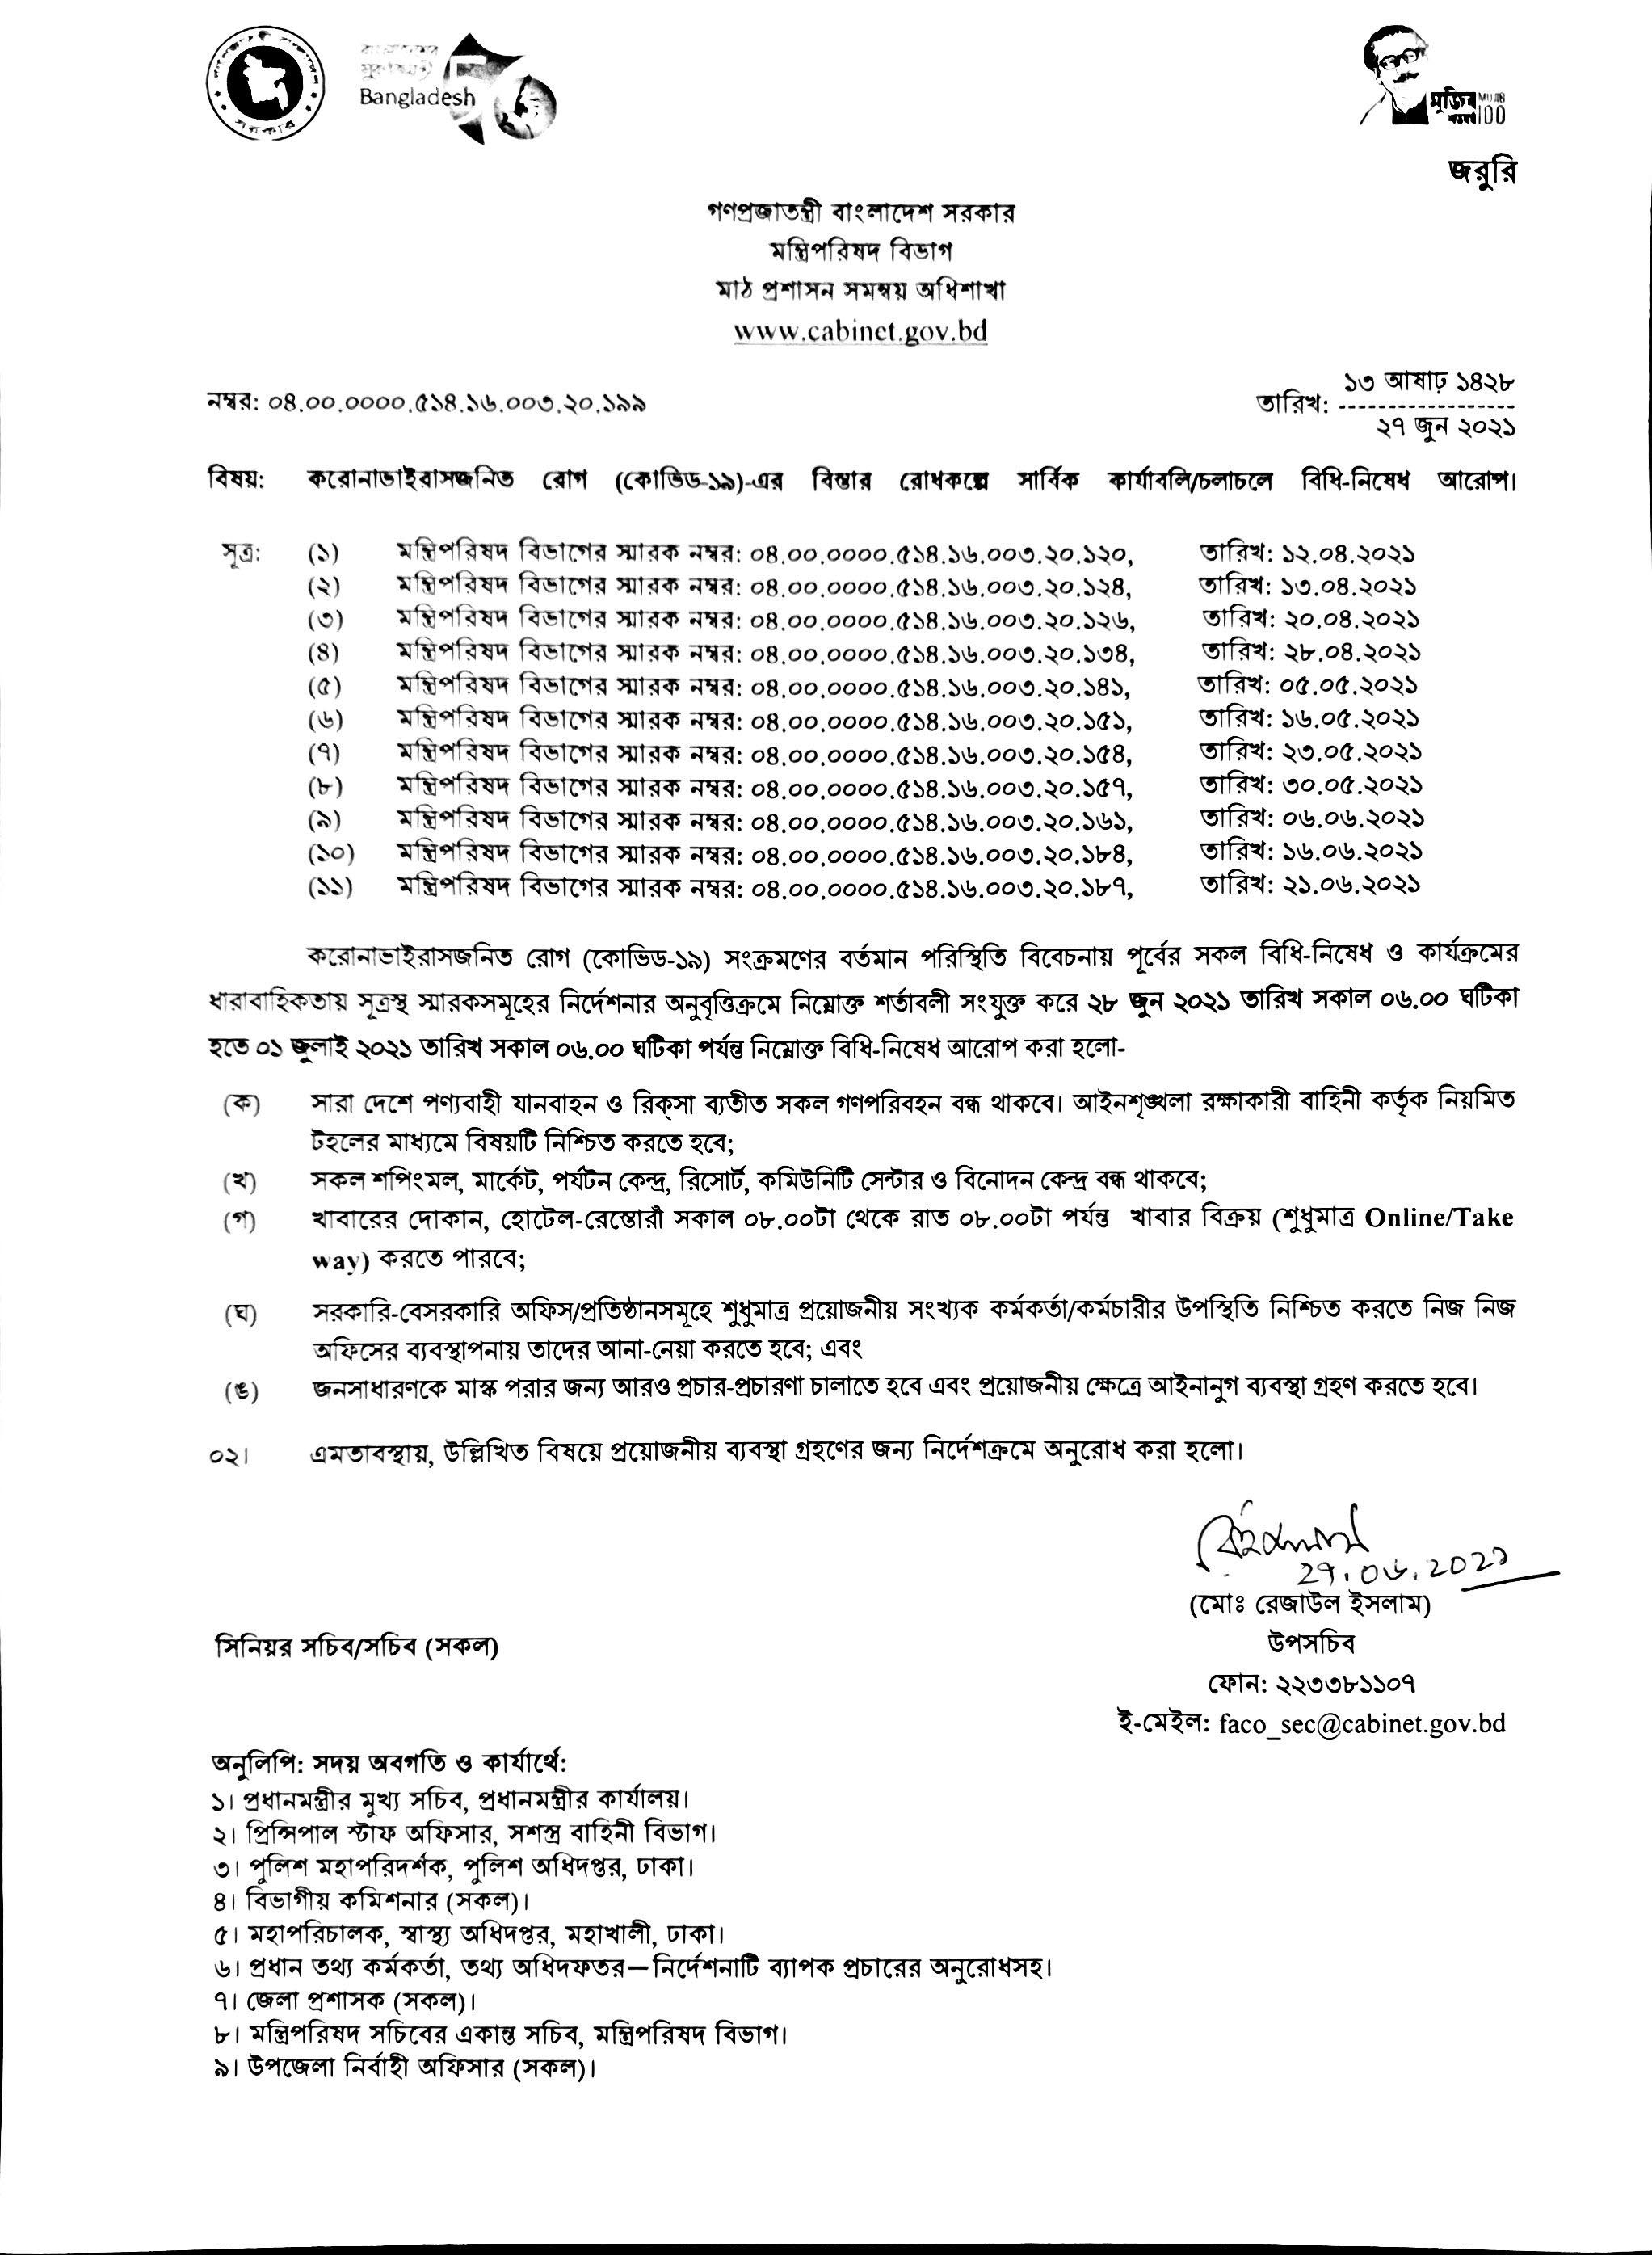 গণপ্রজাতন্ত্রী বাংলাদেশ সরকার
বাংলাদেশের
সুবর্ণজয়ন্তী
Bangladesh 50
মুজিব MUJIB
শতবর্ষ 100
জরুরি
গণপ্রজাতন্ত্রী বাংলাদেশ সরকার
মন্ত্রিপরিষদ বিভাগ
মাঠ প্রশাসন সমন্বয় অধিশাখা
www.cabinet.gov.bd
নম্বর: ০৪.০০.০০০০.৫১৪.১৬.০০৩.২০.১৯৯
১৩ আষাঢ় ১৪২৮
তারিখ: ------------------
২৭ জুন ২০২১
বিষয়: করোনাভাইরাসজনিত রোগ (কোভিড-১৯)-এর বিস্তার রোধকল্পে সার্বিক কার্যাবলি/চলাচলে বিধি-নিষেধ আরোপ।
সূত্র: (১) মন্ত্রিপরিষদ বিভাগের স্মারক নম্বর: ০৪.০০.০০০০.৫১৪.১৬.০০৩.২০.১২০, তারিখ: ১২.০৪.২০২১
(২) মন্ত্রিপরিষদ বিভাগের স্মারক নম্বর: ০৪.০০.০০০০.৫১৪.১৬.০০৩.২০.১২৪, তারিখ: ১৩.০৪.২০২১
(৩) মন্ত্রিপরিষদ বিভাগের স্মারক নম্বর: ০৪.০০.০০০০.৫১৪.১৬.০০৩.২০.১২৬, তারিখ: ২০.০৪.২০২১
(৪) মন্ত্রিপরিষদ বিভাগের স্মারক নম্বর: ০৪.০০.০০০০.৫১৪.১৬.০০৩.২০.১৩৪, তারিখ: ২৮.০৪.২০২১
(৫) মন্ত্রিপরিষদ বিভাগের স্মারক নম্বর: ০৪.০০.০০০০.৫১৪.১৬.০০৩.২০.১৪১, তারিখ: ০৫.০৫.২০২১
(৬) মন্ত্রিপরিষদ বিভাগের স্মারক নম্বর: ০৪.০০.০০০০.৫১৪.১৬.০০৩.২০.১৫১, তারিখ: ১৬.০৫.২০২১
(৭) মন্ত্রিপরিষদ বিভাগের স্মারক নম্বর: ০৪.০০.০০০০.৫১৪.১৬.০০৩.২০.১৫৪, তারিখ: ২৩.০৫.২০২১
(৮) মন্ত্রিপরিষদ বিভাগের স্মারক নম্বর: ০৪.০০.০০০০.৫১৪.১৬.০০৩.২০.১৫৭, তারিখ: ৩০.০৫.২০২১
(৯) মন্ত্রিপরিষদ বিভাগের স্মারক নম্বর: ০৪.০০.০০০০.৫১৪.১৬.০০৩.২০.১৬১, তারিখ: ০৬.০৬.২০২১
(১০) মন্ত্রিপরিষদ বিভাগের স্মারক নম্বর: ০৪.০০.০০০০.৫১৪.১৬.০০৩.২০.১৮৪, তারিখ: ১৬.০৬.২০২১
(১১) মন্ত্রিপরিষদ বিভাগের স্মারক নম্বর: ০৪.০০.০০০০.৫১৪.১৬.০০৩.২০.১৮৭, তারিখ: ২১.০৬.২০২১
করোনাভাইরাসজনিত রোগ (কোভিড-১৯) সংক্রমণের বর্তমান পরিস্থিতি বিবেচনায় পূর্বের সকল বিধি-নিষেধ ও কার্যক্রমের
ধারাবাহিকতায় সূত্রস্থ স্মারকসমূহের নির্দেশনার অনুবৃত্তিক্রমে নিম্নোক্ত শর্তাবলী সংযুক্ত করে ২৮ জুন ২০২১ তারিখ সকাল ০৬.০০ ঘটিকা
হতে ০১ জুলাই ২০২১ তারিখ সকাল ০৬.০০ ঘটিকা পর্যন্ত নিম্নোক্ত বিধি-নিষেধ আরোপ করা হলো-
(ক) সারা দেশে পণ্যবাহী যানবাহন ও রিক্সা ব্যতীত সকল গণপরিবহন বন্ধ থাকবে। আইনশৃঙ্খলা রক্ষাকারী বাহিনী কর্তৃক নিয়মিত
টহলের মাধ্যমে বিষয়টি নিশ্চিত করতে হবে;
(খ) সকল শপিংমল, মার্কেট, পর্যটন কেন্দ্র, রিসোর্ট, কমিউনিটি সেন্টার ও বিনোদন কেন্দ্র বন্ধ থাকবে;
(গ) খাবারের দোকান, হোটেল-রেস্তোরাঁ সকাল ০৮.০০টা থেকে রাত ০৮.০০টা পর্যন্ত খাবার বিক্রয় (শুধুমাত্র Online/Take
way) করতে পারবে;
(ঘ) সরকারি-বেসরকারি অফিস/প্রতিষ্ঠানসমূহে শুধুমাত্র প্রয়োজনীয় সংখ্যক কর্মকর্তা/কর্মচারীর উপস্থিতি নিশ্চিত করতে নিজ নিজ
অফিসের ব্যবস্থাপনায় তাদের আনা-নেয়া করতে হবে; এবং
(ঙ) জনসাধারণকে মাস্ক পরার জন্য আরও প্রচার-প্রচারণা চালাতে হবে এবং প্রয়োজনীয় ক্ষেত্রে আইনানুগ ব্যবস্থা গ্রহণ করতে হবে।
০২। এমতাবস্থায়, উল্লিখিত বিষয়ে প্রয়োজনীয় ব্যবস্থা গ্রহণের জন্য নির্দেশক্রমে অনুরোধ করা হলো।
২৭.০৬.২০২১
(মোঃ রেজাউল ইসলাম)
উপসচিব
ফোন: ২২৩৩৮১১০৭
ই-মেইল: faco_sec@cabinet.gov.bd
সিনিয়র সচিব/সচিব (সকল)
অনুলিপি: সদয় অবগতি ও কার্যার্থে:
১। প্রধানমন্ত্রীর মুখ্য সচিব, প্রধানমন্ত্রীর কার্যালয়।
২। প্রিন্সিপাল স্টাফ অফিসার, সশস্ত্র বাহিনী বিভাগ।
৩। পুলিশ মহাপরিদর্শক, পুলিশ অধিদপ্তর, ঢাকা।
৪। বিভাগীয় কমিশনার (সকল)।
৫। মহাপরিচালক, স্বাস্থ্য অধিদপ্তর, মহাখালী, ঢাকা।
৬। প্রধান তথ্য কর্মকর্তা, তথ্য অধিদফতর—নির্দেশনাটি ব্যাপক প্রচারের অনুরোধসহ।
৭। জেলা প্রশাসক (সকল)।
৮। মন্ত্রিপরিষদ সচিবের একান্ত সচিব, মন্ত্রিপরিষদ বিভাগ।
৯। উপজেলা নির্বাহী অফিসার (সকল)।